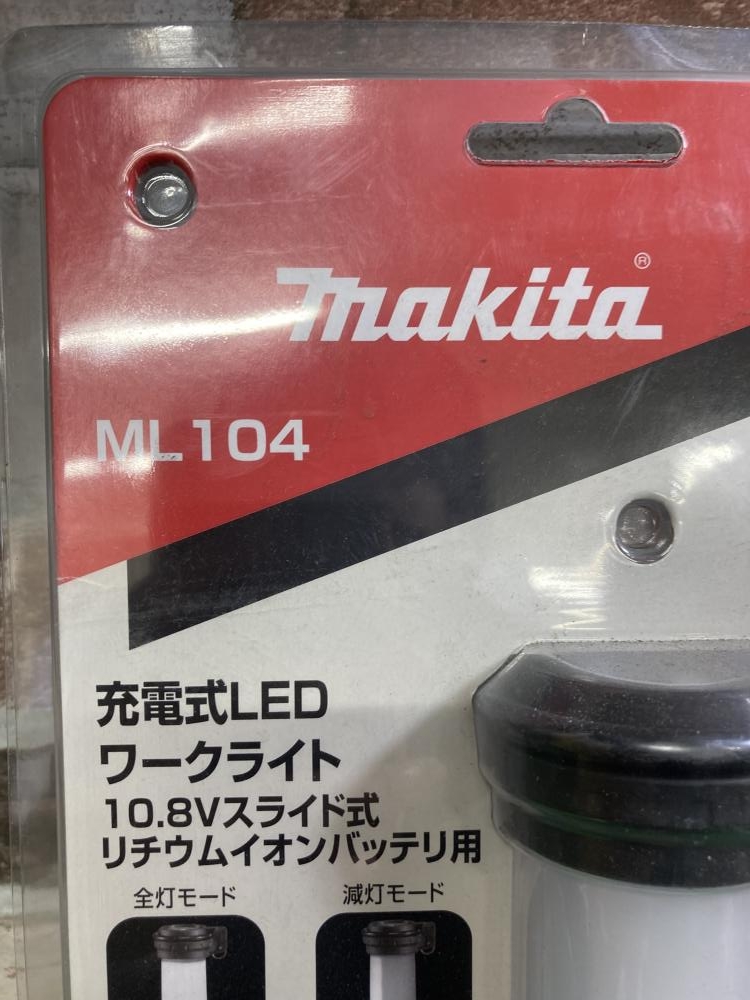 makita®
ML104
充電式LED
ワークライト
10.8Vスライド式
リチウムイオンバッテリ用
全灯モード
減灯モード